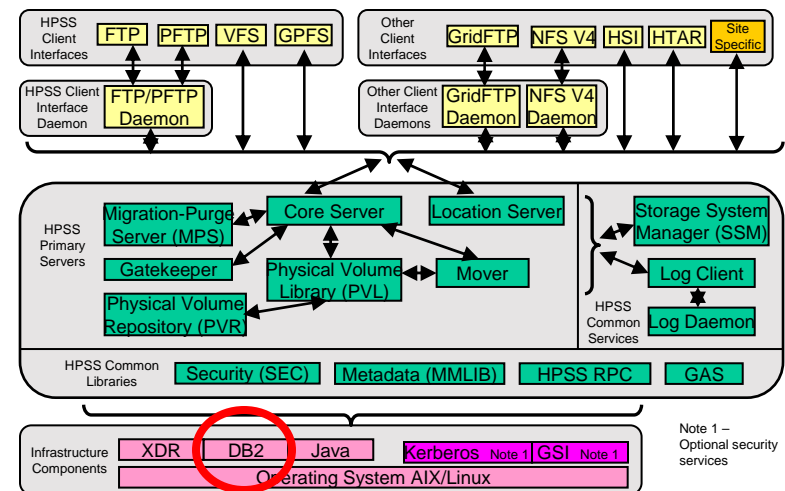 HPSS
Client
Interfaces
FTP
PFTP
VFS
GPFS
Other
Client
Interfaces
GridFTP
NFS V4
HSI
HTAR
Site
Specific
HPSS Client
Interface
Daemon
FTP/PFTP
Daemon
Other Client
Interface
Daemons
GridFTP
Daemon
NFS V4
Daemon
HPSS
Primary
Servers
Migration-Purge
Server (MPS)
Core Server
Location Server
Gatekeeper
Physical Volume
Library (PVL)
Mover
Physical Volume
Repository (PVR)
Storage System
Manager (SSM)
Log Client
HPSS
Common
Services
Log Daemon
HPSS Common
Libraries
Security (SEC)
Metadata (MMLIB)
HPSS RPC
GAS
Infrastructure
Components
XDR
DB2
Java
Kerberos Note 1
GSI Note 1
Operating System AIX/Linux
Note 1 –
Optional security
services